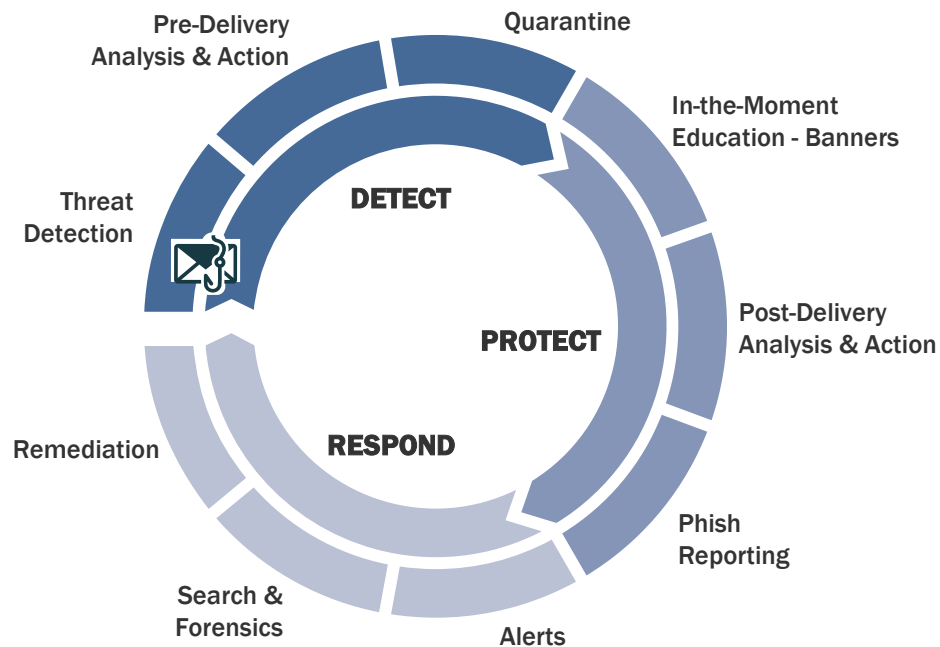 Pre-Delivery
Analysis & Action
Quarantine
In-the-Moment
Education - Banners
Threat
Detection
DETECT
Post-Delivery
Analysis & Action
PROTECT
RESPOND
Remediation
Phish
Reporting
Search &
Forensics
Alerts